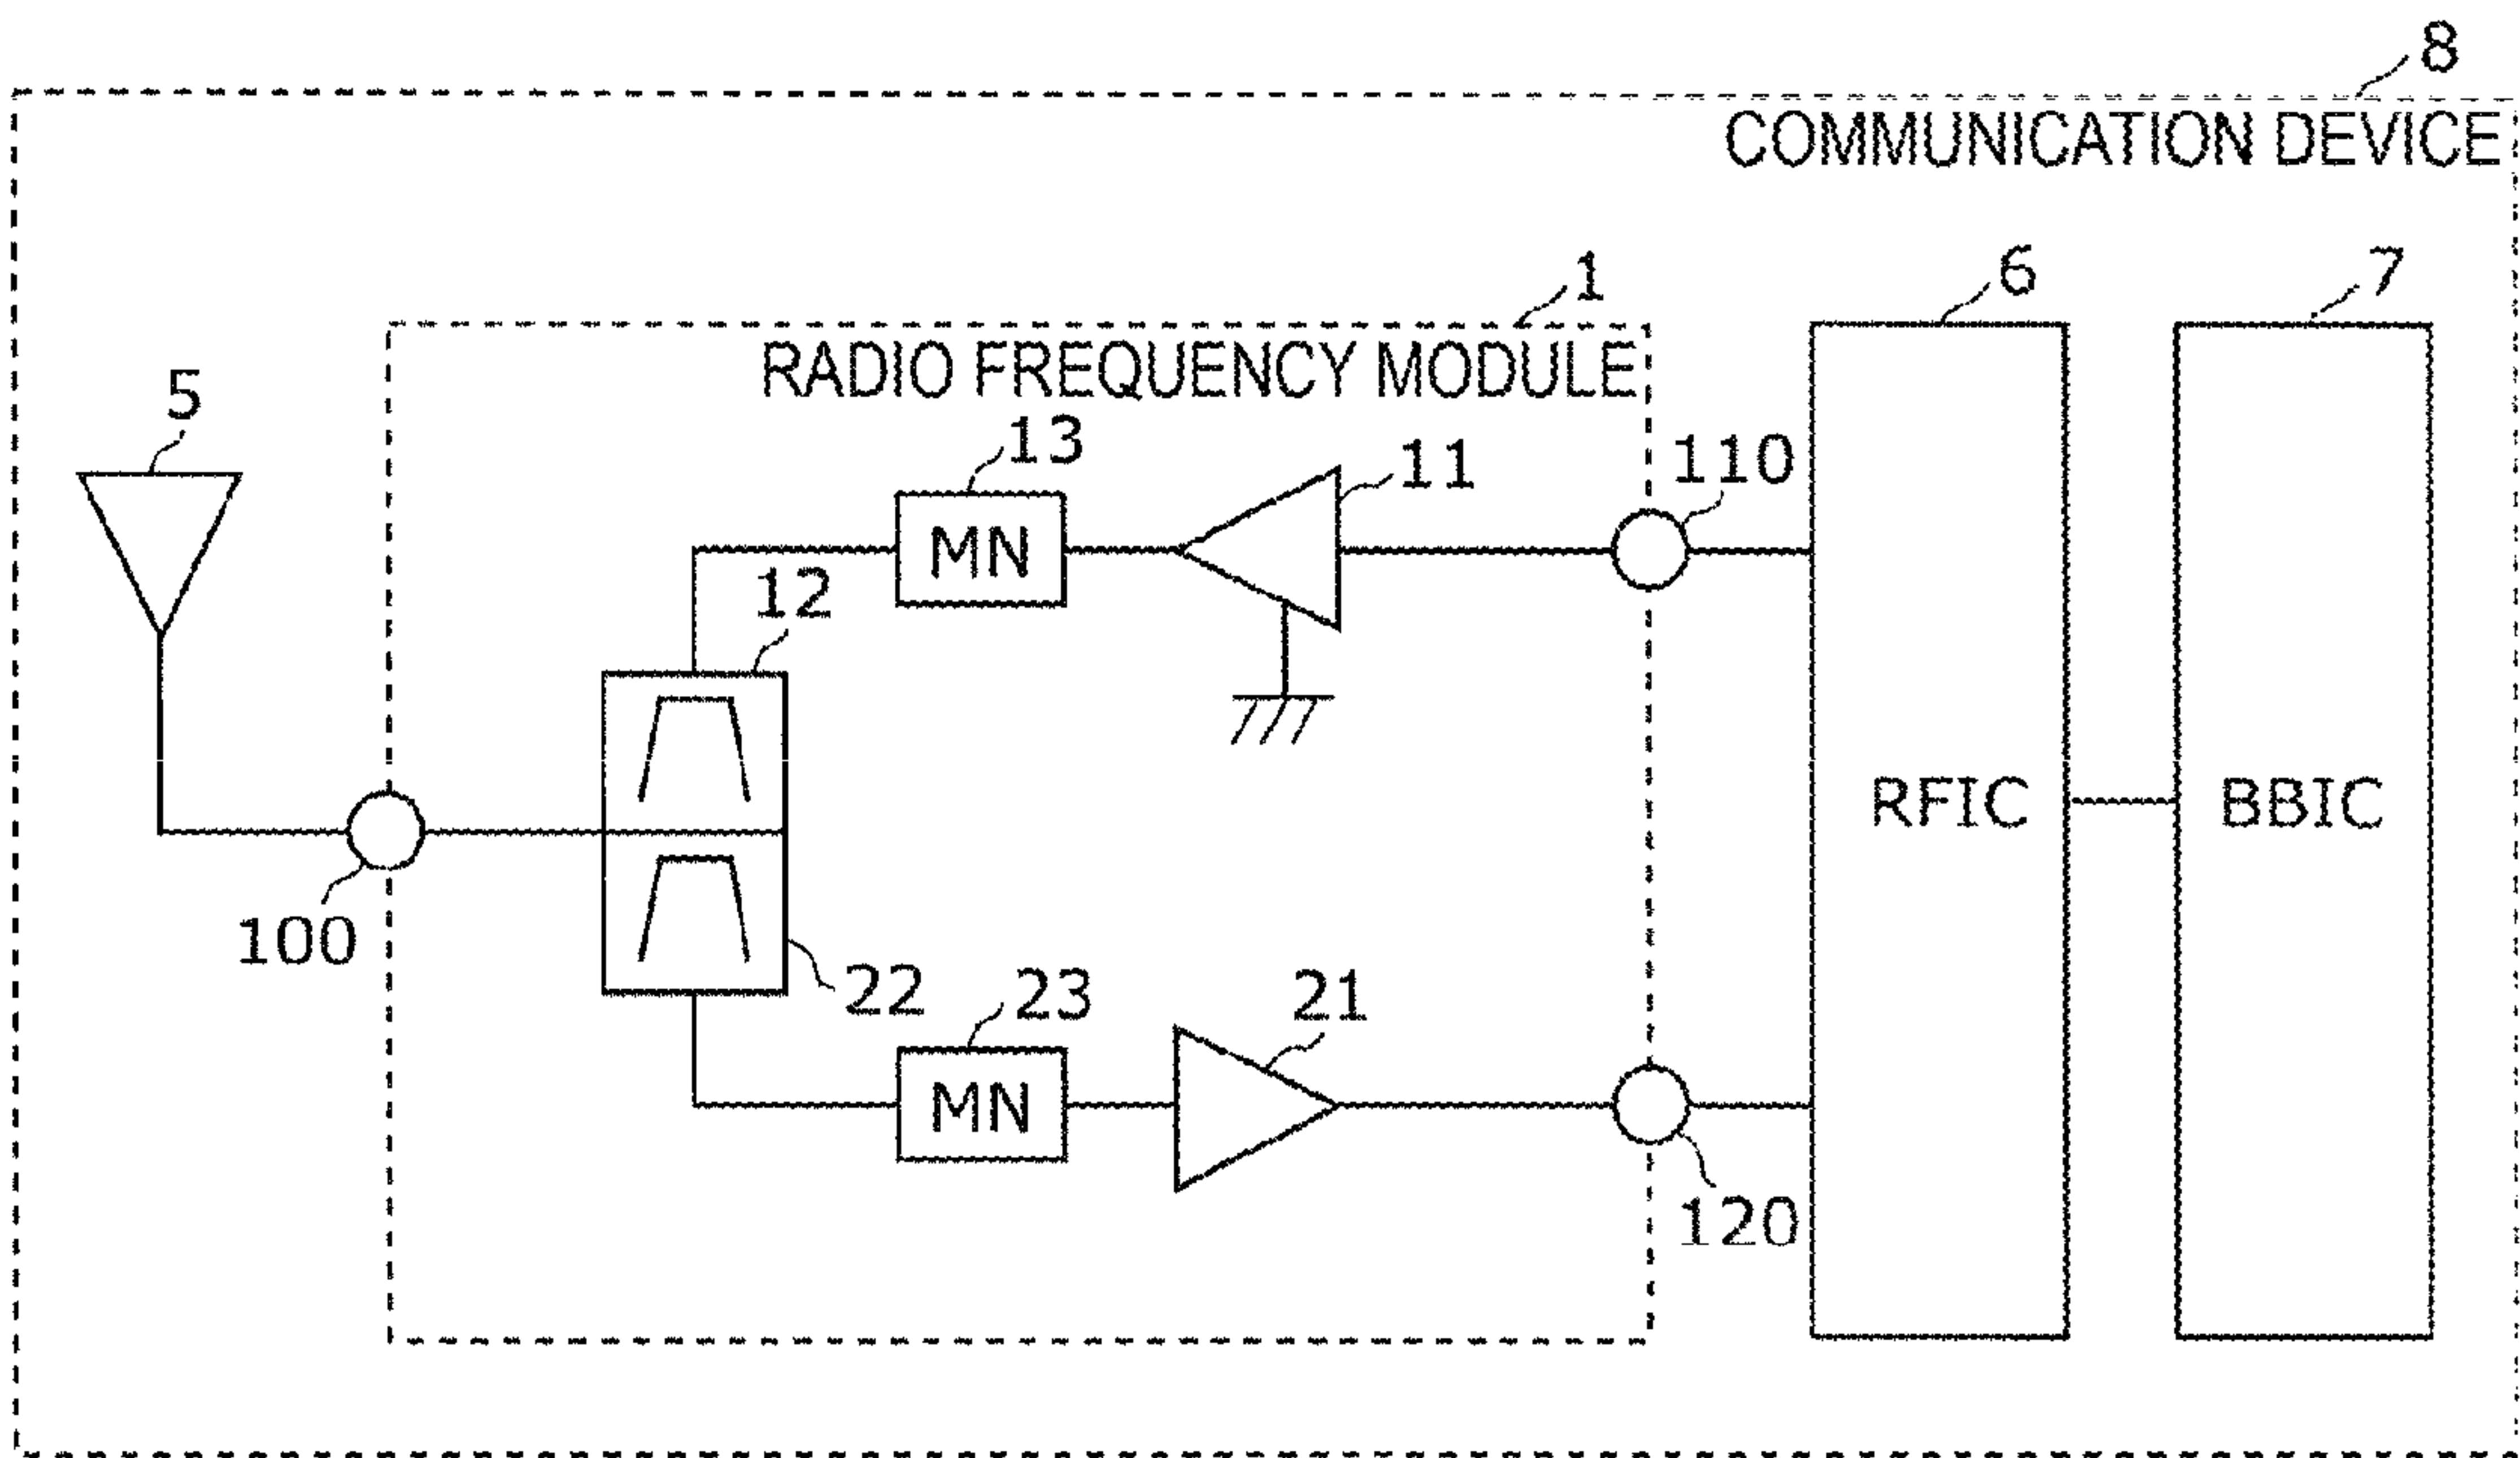 8
COMMUNICATION DEVICE
1
6
7
RADIO FREQUENCY MODULE
5
13
11
110
MN
12
RFIC
BBIC
100
22
23
21
MN
120